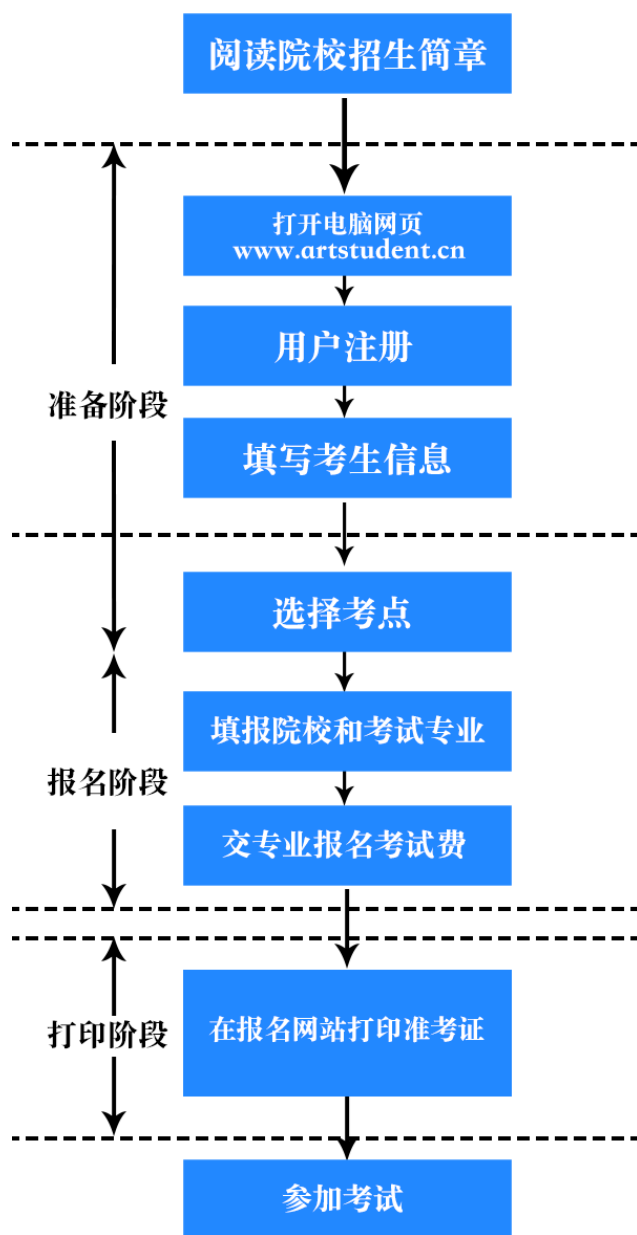 阅读院校招生简章
打开电脑网页
www.artstudent.cn
用户注册
准备阶段
填写考生信息
选择考点
填报院校和考试专业
报名阶段
交专业报名考试费
打印阶段
在报名网站打印准考证
参加考试